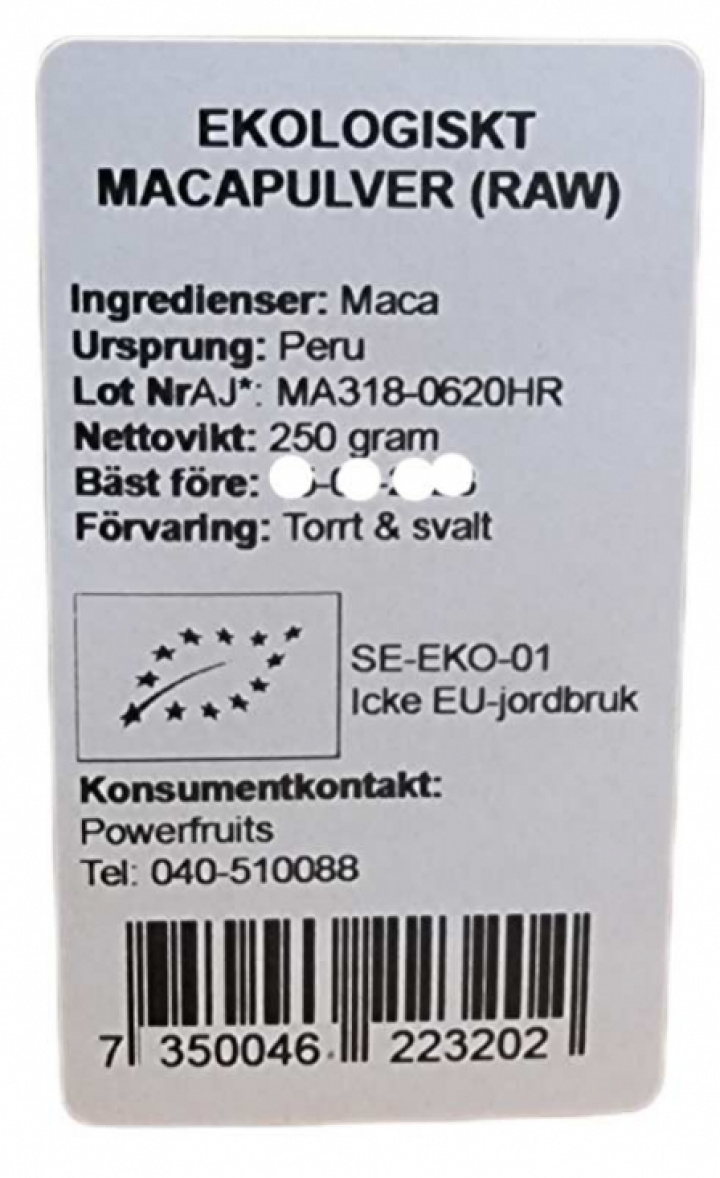 EKOLOGISKT
MACAPULVER (RAW)
Ingredienser: Maca
Ursprung: Peru
Lot NrAJ*: MA318-0620HR
Nettovikt: 250 gram
Bäst före:
Förvaring: Torrt & svalt
SE-EKO-01
Icke EU-jordbruk
Konsumentkontakt:
Powerfruits
Tel: 040-510088
7 350046 223202